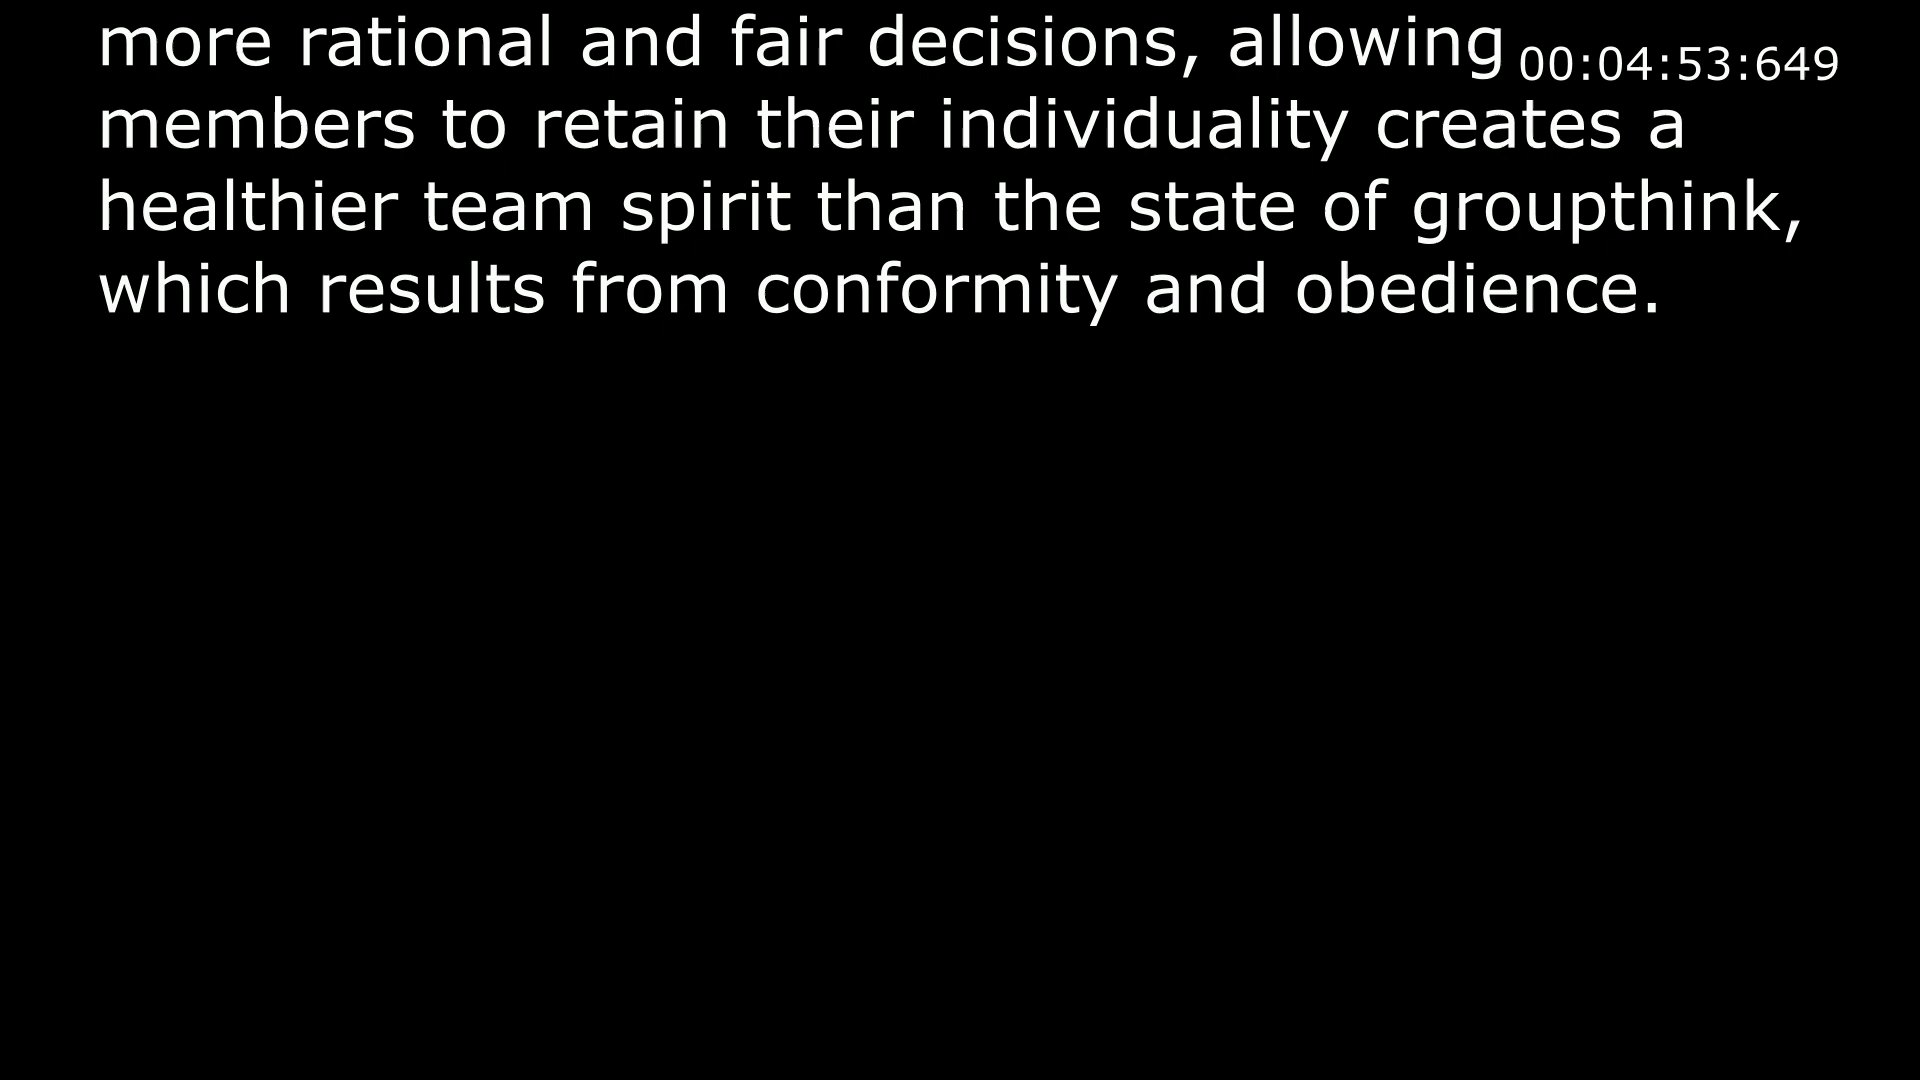 more rational and fair decisions, allowing 00:04:53:649
members to retain their individuality creates a
healthier team spirit than the state of groupthink,
which results from conformity and obedience.